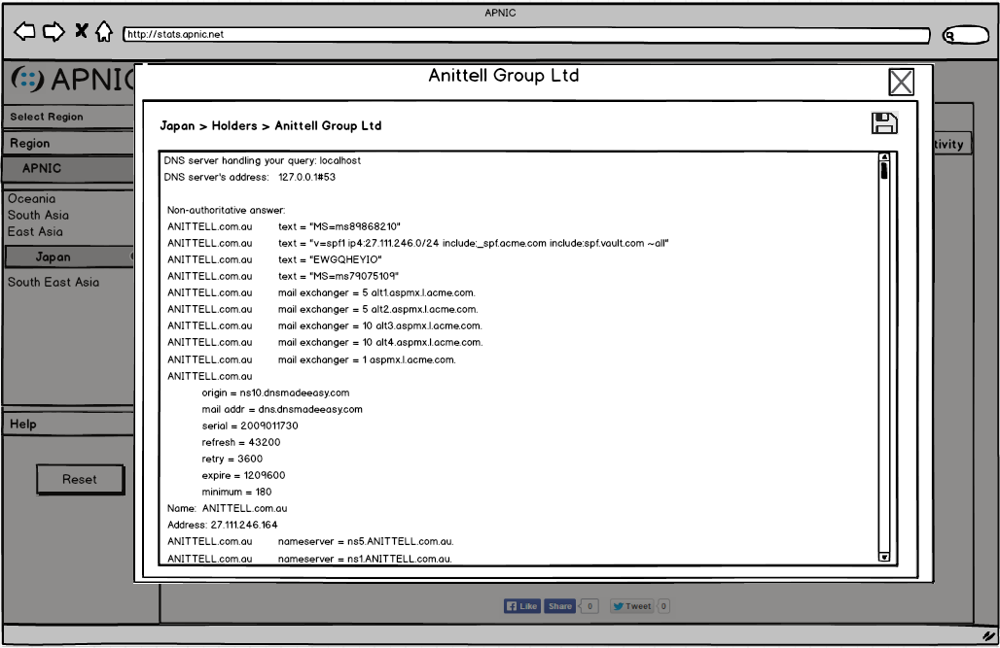 APNIC
http://stats.apnic.net
APNIC
Anittell Group Ltd
Select Region
Region
APNIC
Oceania
South Asia
East Asia
Japan
South East Asia
Help
Reset
tivity
Japan > Holders > Anittell Group Ltd
DNS server handling your query: localhost
DNS server's address: 127.0.0.1#53
Non-authoritative answer:
ANITTELL.com.au text = "MS=ms89868210"
ANITTELL.com.au text = "v=spf1 ip4:27.111.246.0/24 include:_spf.acme.com include:spf.vault.com ~all"
ANITTELL.com.au text = "EWGQHEYIO"
ANITTELL.com.au text = "MS=ms79075109"
ANITTELL.com.au mail exchanger = 5 alt1.aspmx.l.acme.com.
ANITTELL.com.au mail exchanger = 5 alt2.aspmx.l.acme.com.
ANITTELL.com.au mail exchanger = 10 alt3.aspmx.l.acme.com.
ANITTELL.com.au mail exchanger = 10 alt4.aspmx.l.acme.com.
ANITTELL.com.au mail exchanger = 1 aspmx.l.acme.com.
ANITTELL.com.au
origin = ns10.dnsmadeeasy.com
mail addr = dns.dnsmadeeasy.com
serial = 2009011730
refresh = 43200
retry = 3600
expire = 1209600
minimum = 180
Name: ANITTELL.com.au
Address: 27.111.246.164
ANITTELL.com.au nameserver = ns5.ANITTELL.com.au.
ANITTELL.com.au nameserver = ns1.ANITTELL.com.au.
Like Share 0 Tweet 0